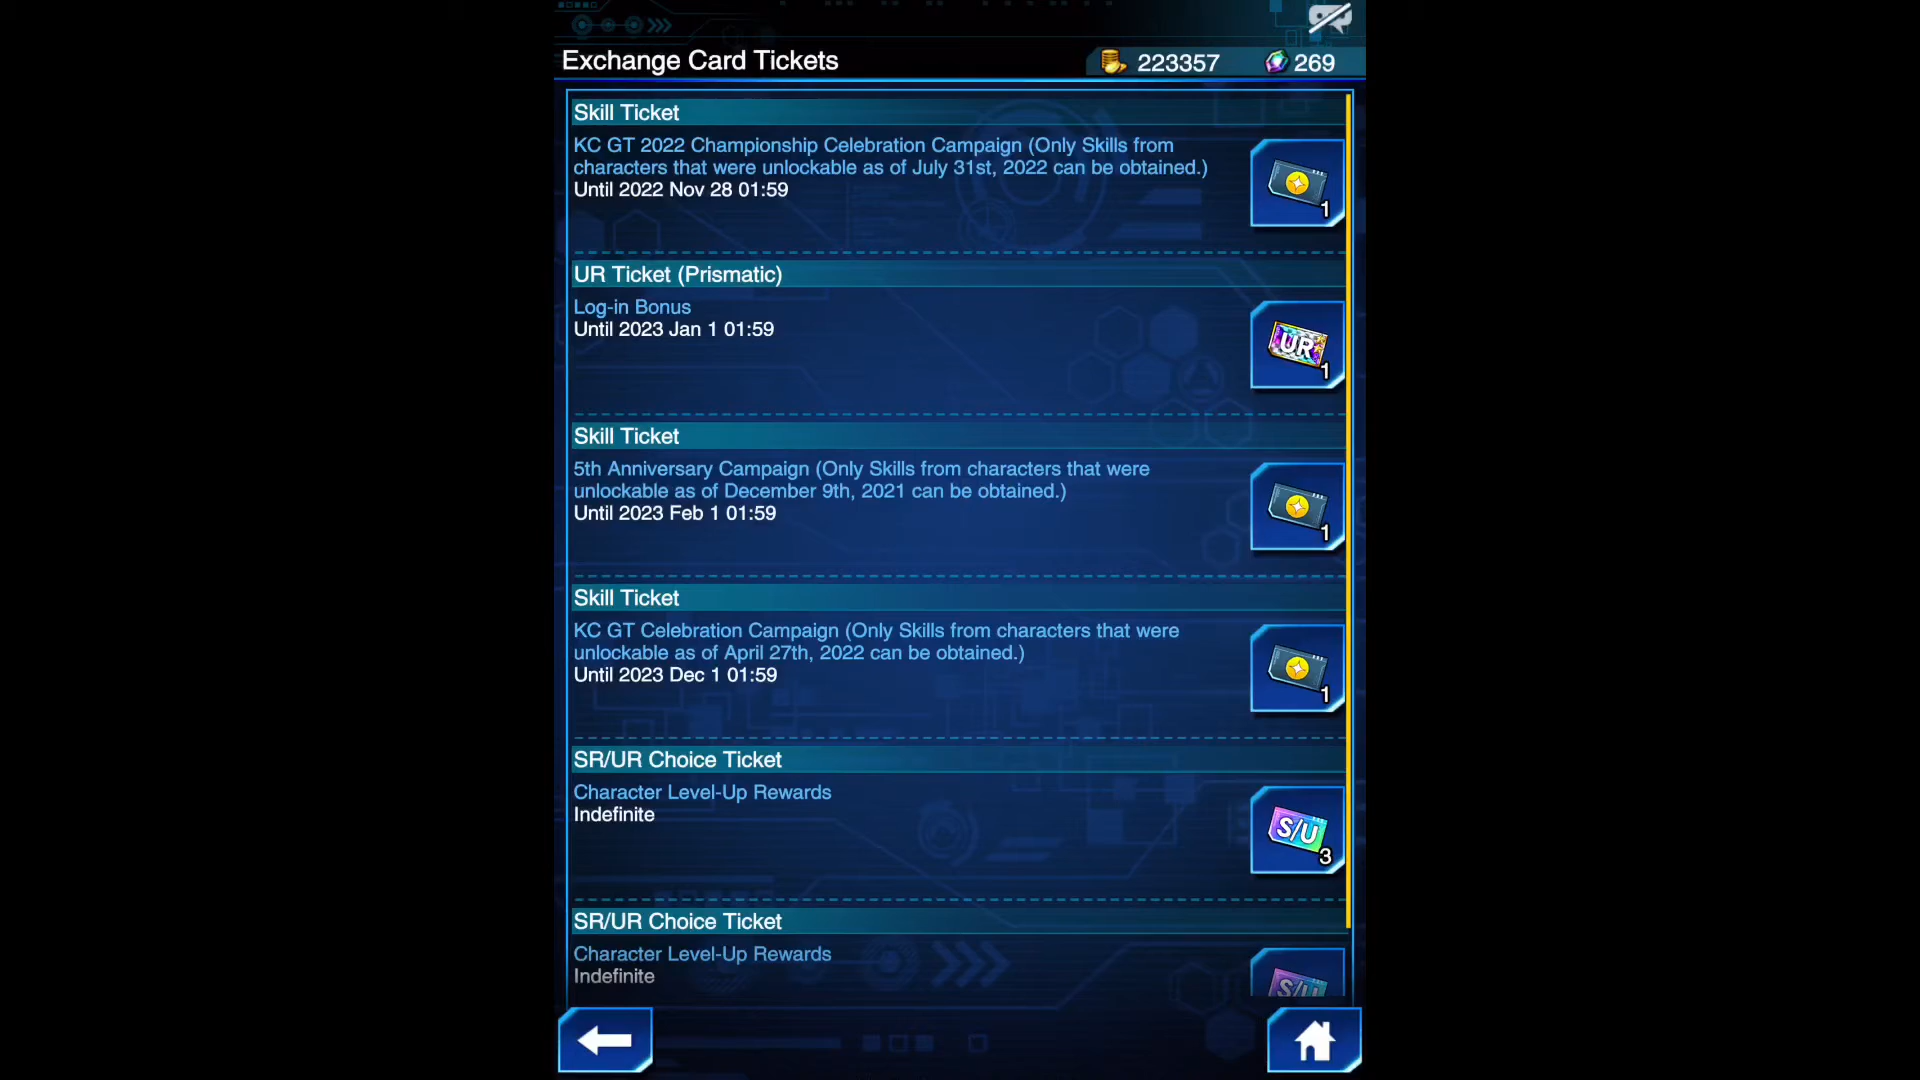 Exchange Card Tickets
223357
269
Skill Ticket
KC GT 2022 Championship Celebration Campaign (Only Skills from
characters that were unlockable as of July 31st, 2022 can be obtained.)
Until 2022 Nov 28 01:59
1
UR Ticket (Prismatic)
Log-in Bonus
Until 2023 Jan 1 01:59
UR
1
Skill Ticket
5th Anniversary Campaign (Only Skills from characters that were
unlockable as of December 9th, 2021 can be obtained.)
Until 2023 Feb 1 01:59
1
Skill Ticket
KC GT Celebration Campaign (Only Skills from characters that were
unlockable as of April 27th, 2022 can be obtained.)
Until 2023 Dec 1 01:59
1
SR/UR Choice Ticket
Character Level-Up Rewards
Indefinite
S/U
3
SR/UR Choice Ticket
Character Level-Up Rewards
Indefinite
S/U